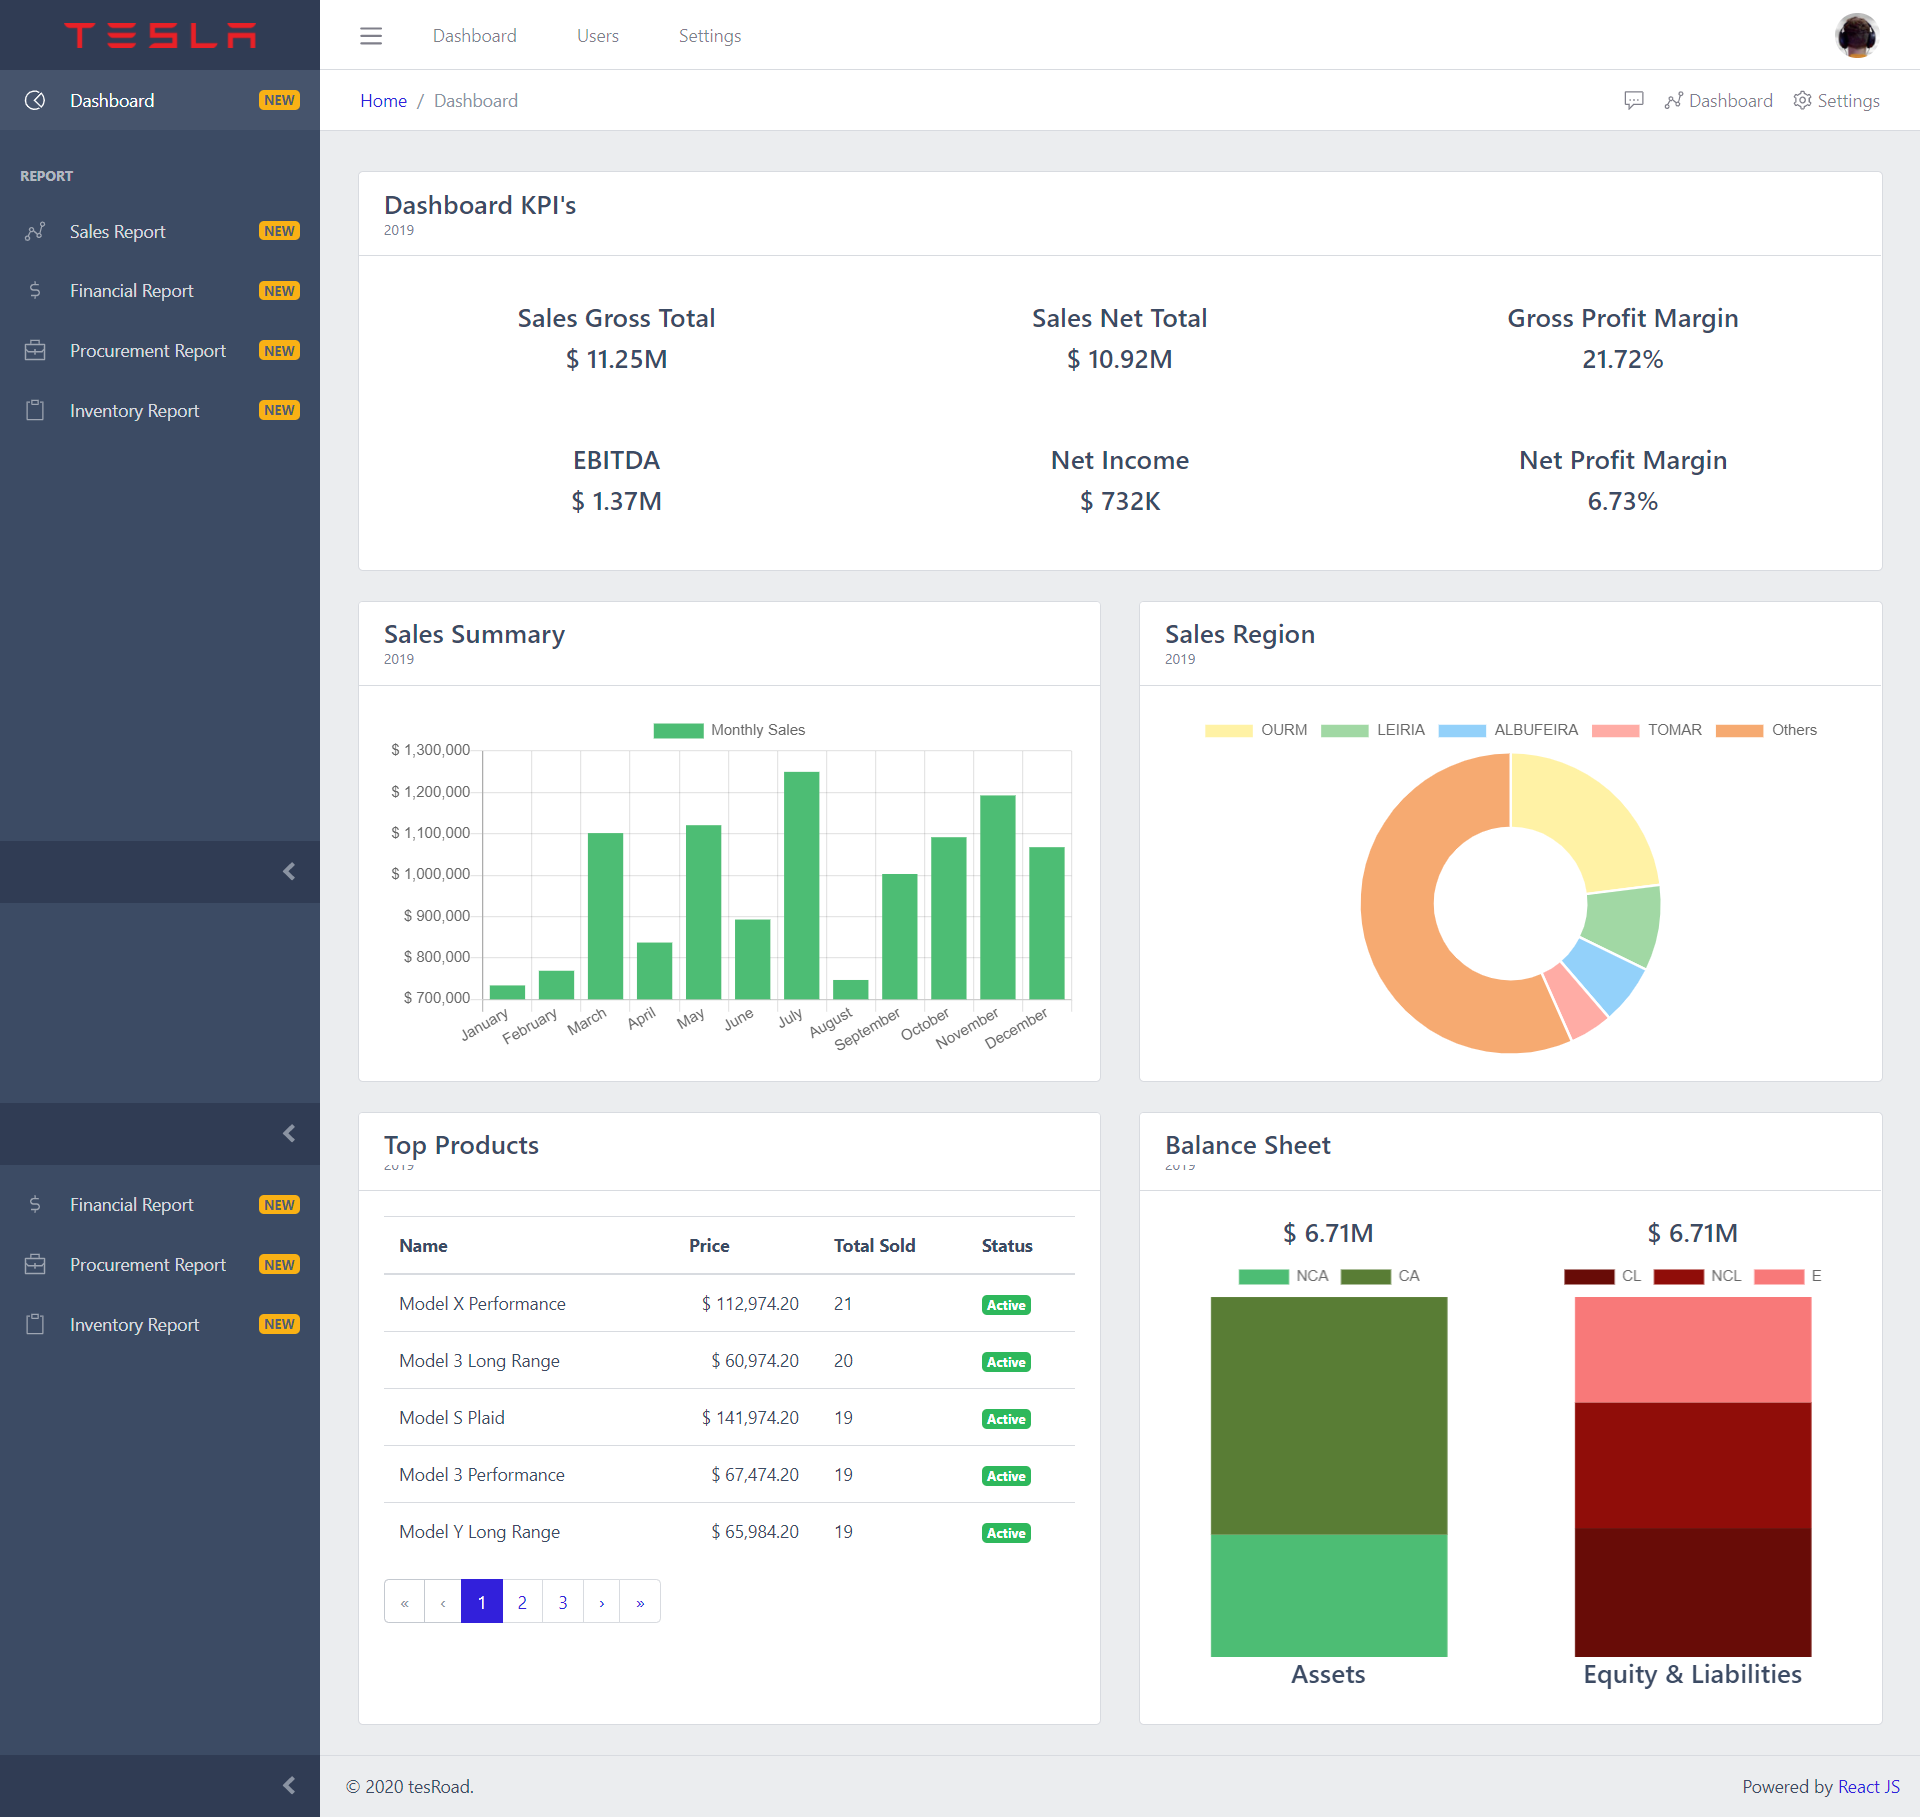 TESLA
Dashboard NEW
REPORT
Sales Report NEW
Financial Report NEW
Procurement Report NEW
Inventory Report NEW
Financial Report NEW
Procurement Report NEW
Inventory Report NEW
Dashboard Users Settings
Home / Dashboard
Dashboard Settings
Dashboard KPI's
2019
Sales Gross Total
$ 11.25M
Sales Net Total
$ 10.92M
Gross Profit Margin
21.72%
EBITDA
$ 1.37M
Net Income
$ 732K
Net Profit Margin
6.73%
Sales Summary
2019
Monthly Sales
$ 1,300,000
$ 1,200,000
$ 1,100,000
$ 1,000,000
$ 900,000
$ 800,000
$ 700,000
January February March April May June July August September October November December
Sales Region
2019
OURM LEIRIA ALBUFEIRA TOMAR Others
Top Products
2019
Name Price Total Sold Status
Model X Performance $ 112,974.20 21 Active
Model 3 Long Range $ 60,974.20 20 Active
Model S Plaid $ 141,974.20 19 Active
Model 3 Performance $ 67,474.20 19 Active
Model Y Long Range $ 65,984.20 19 Active
« ‹ 1 2 3 › »
Balance Sheet
2019
$ 6.71M
NCA CA
Assets
$ 6.71M
CL NCL E
Equity & Liabilities
© 2020 tesRoad.
Powered by React JS